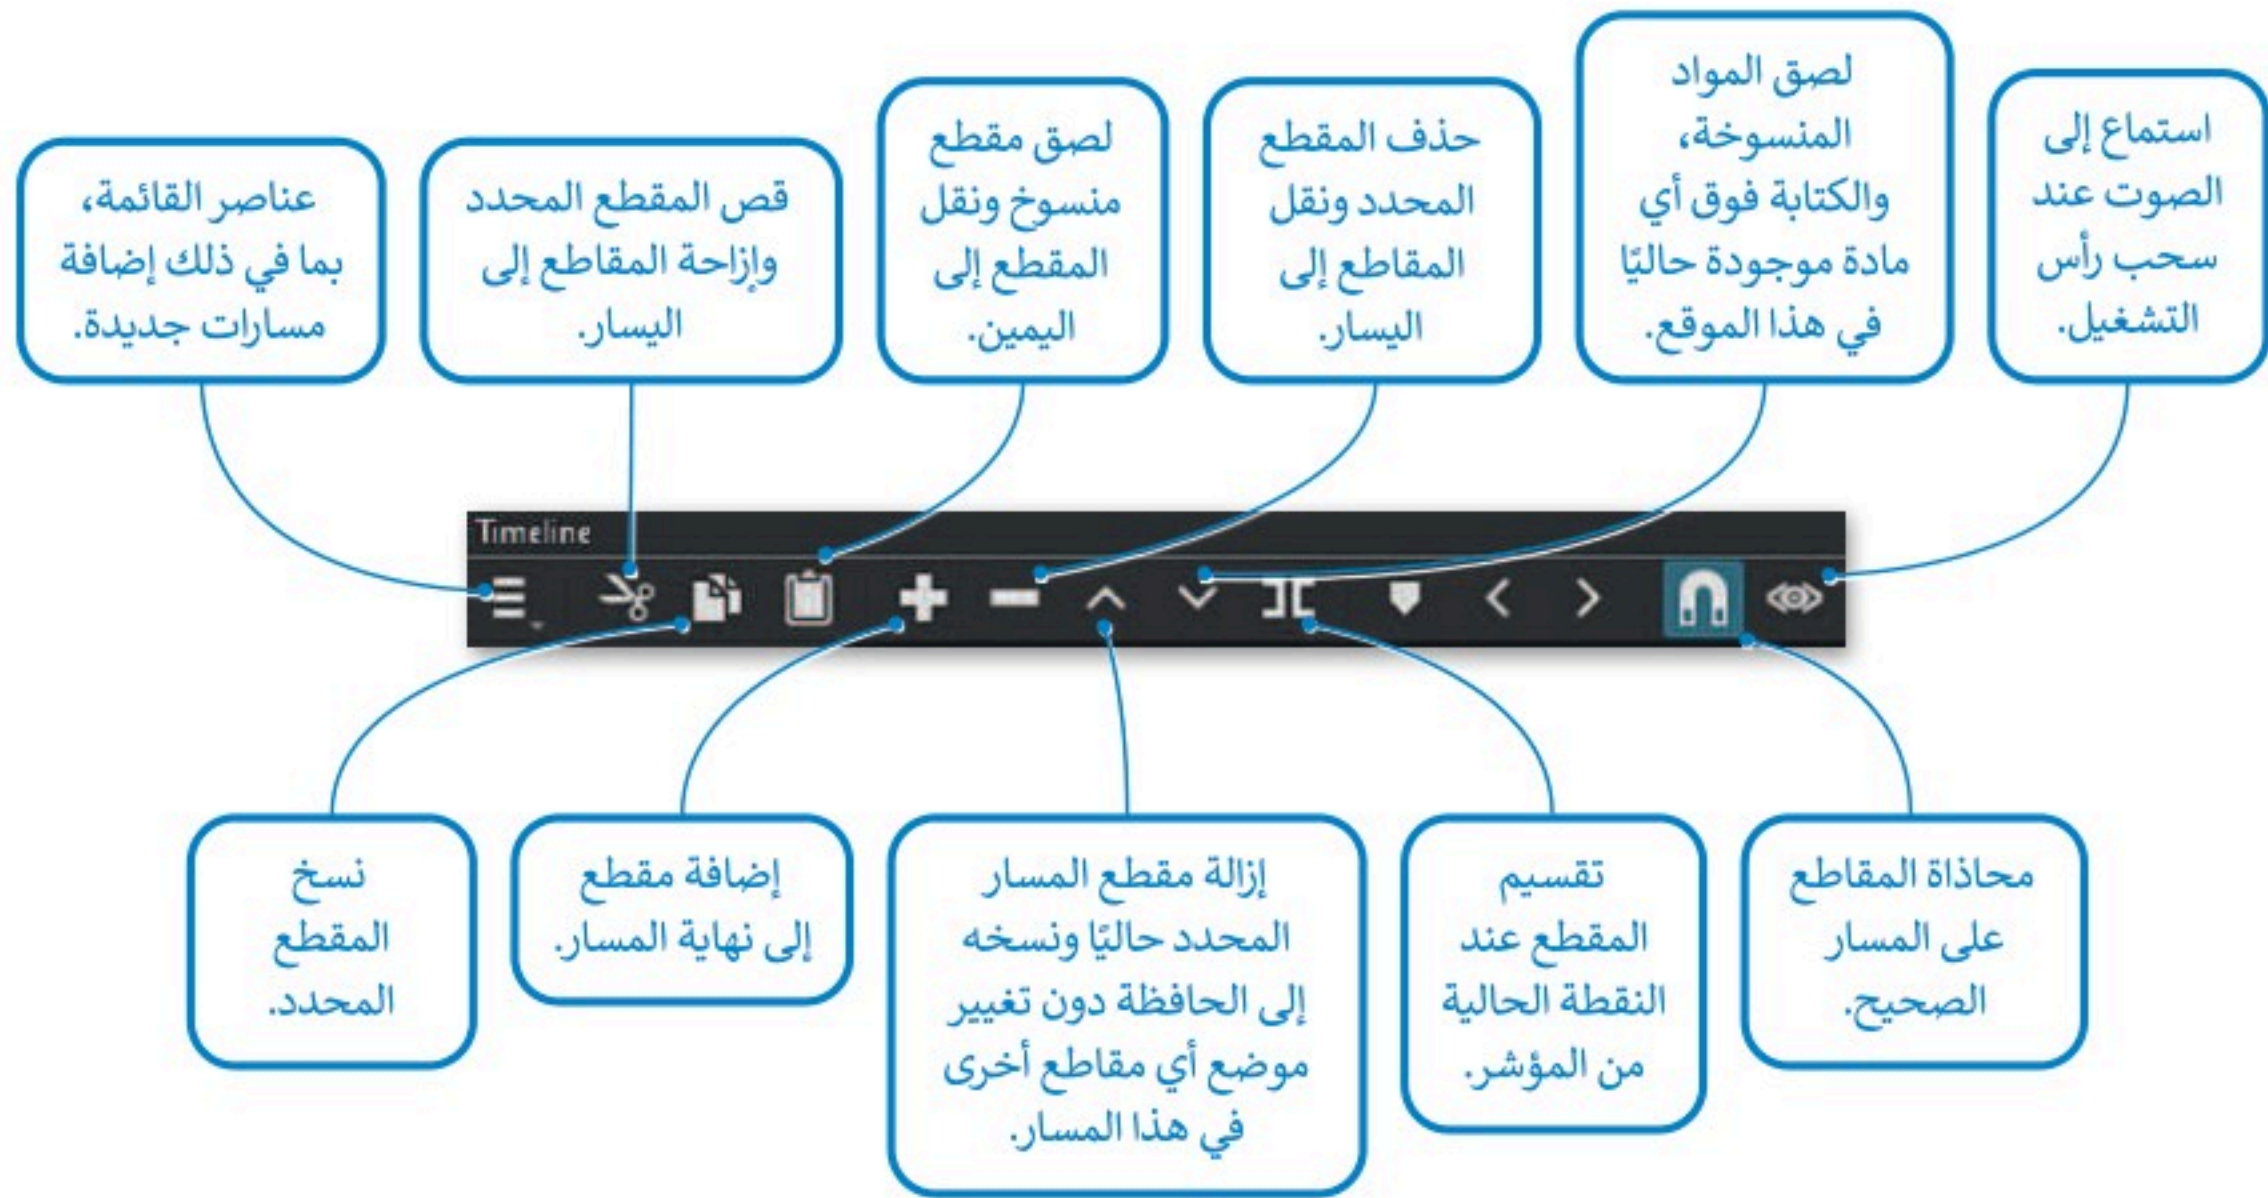 استماع إلى
الصوت عند
سحب رأس
التشغيل.
لصق المواد
المنسوخة،
والكتابة فوق أي
مادة موجودة حاليًا
في هذا الموقع.
حذف المقطع
المحدد ونقل
المقاطع إلى
اليسار.
لصق مقطع
منسوخ ونقل
المقطع إلى
اليمين.
قص المقطع المحدد
وإزاحة المقاطع إلى
اليسار.
عناصر القائمة،
بما في ذلك إضافة
مسارات جديدة.
Timeline
محاذاة المقاطع
على المسار
الصحيح.
تقسيم
المقطع عند
النقطة الحالية
من المؤشر.
إزالة مقطع المسار
المحدد حاليًا ونسخه
إلى الحافظة دون تغيير
موضع أي مقاطع أخرى
في هذا المسار.
إضافة مقطع
إلى نهاية المسار.
نسخ
المقطع
المحدد.